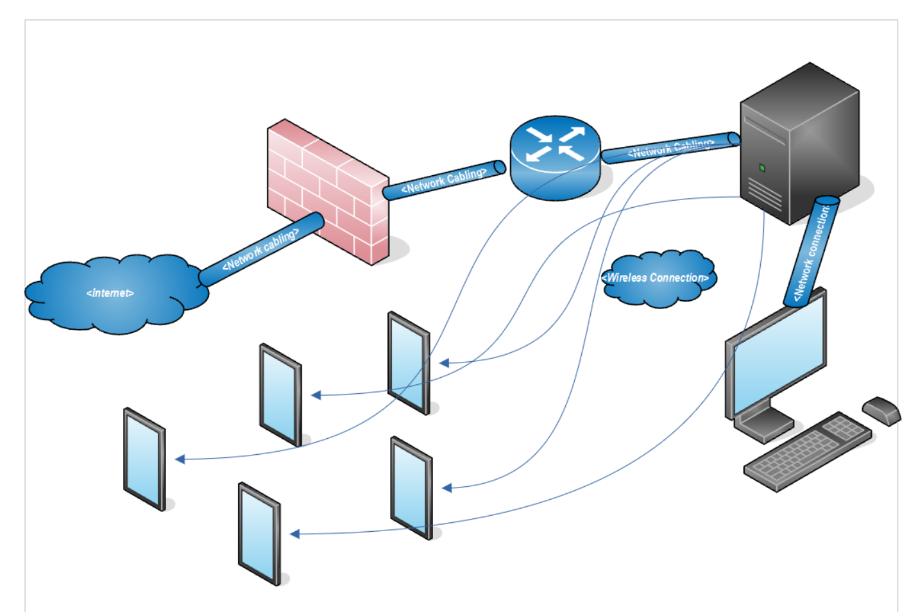 <Network Cabling>
<Network Cabling>
<Network cabling>
<Network connection>
<Wireless Connection>
<internet>